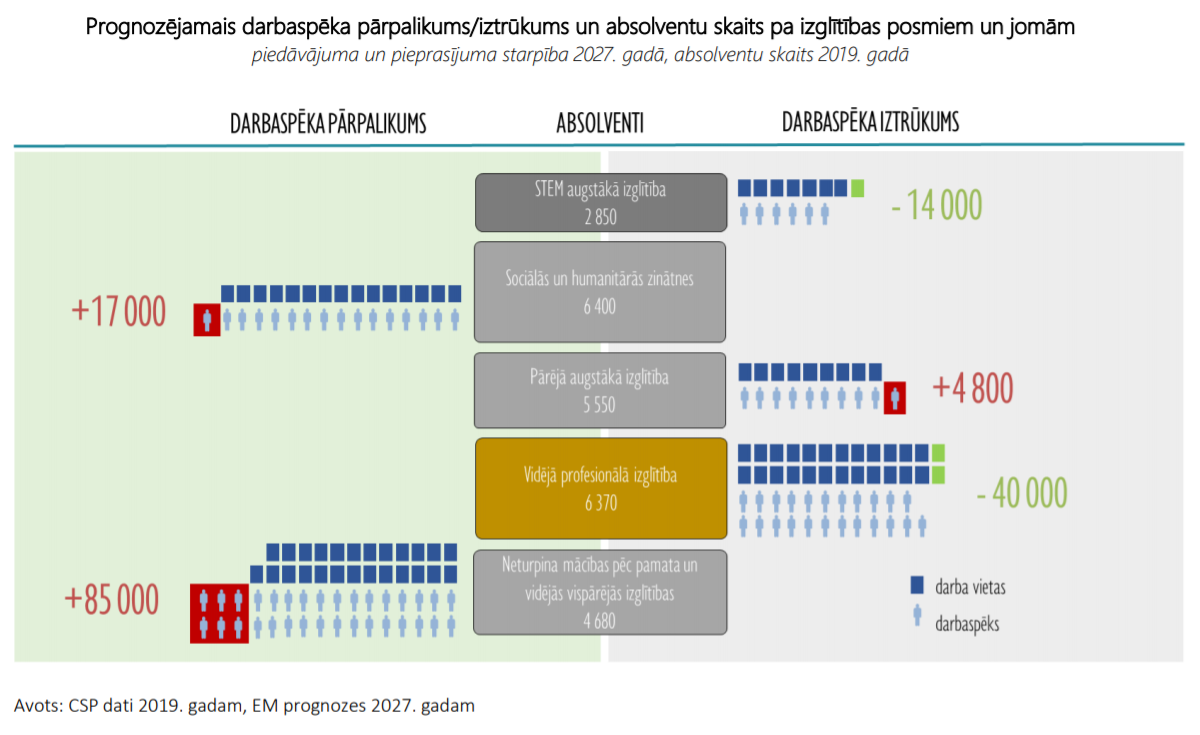 Prognozējamais darbaspēka pārpalikums/iztrūkums un absolventu skaits pa izglītības posmiem un jomām
piedāvājuma un pieprasījuma starpība 2027. gadā, absolventu skaits 2019. gadā
DARBASPĒKA PĀRPALIKUMS
ABSOLVENTI
DARBASPĒKA IZTRŪKUMS
STEM augstākā izglītība
2 850
- 14 000
+17 000
Sociālās un humanitārās zinātnes
6 400
Pārējā augstākā izglītība
5 550
+4 800
Vidējā profesionālā izglītība
6 370
- 40 000
+85 000
Neturpina mācības pēc pamata un
vidējās vispārējās izglītības
4 680
darba vietas
darbaspēks
Avots: CSP dati 2019. gadam, EM prognozes 2027. gadam